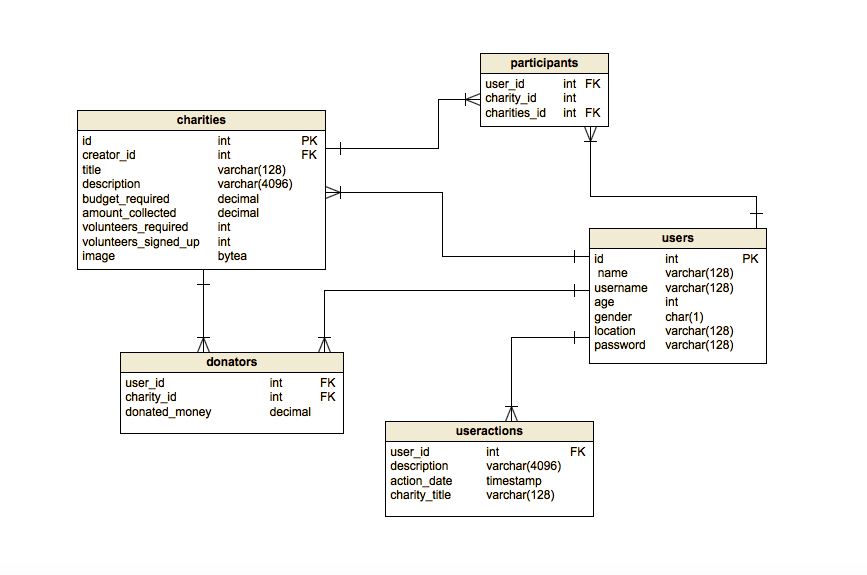 participants
user_id int FK
charity_id int
charities_id int FK
charities
id int PK
creator_id int FK
title varchar(128)
description varchar(4096)
budget_required decimal
amount_collected decimal
volunteers_required int
volunteers_signed_up int
image bytea
users
id int PK
name varchar(128)
username varchar(128)
age int
gender char(1)
location varchar(128)
password varchar(128)
donators
user_id int FK
charity_id int FK
donated_money decimal
useractions
user_id int FK
description varchar(4096)
action_date timestamp
charity_title varchar(128)